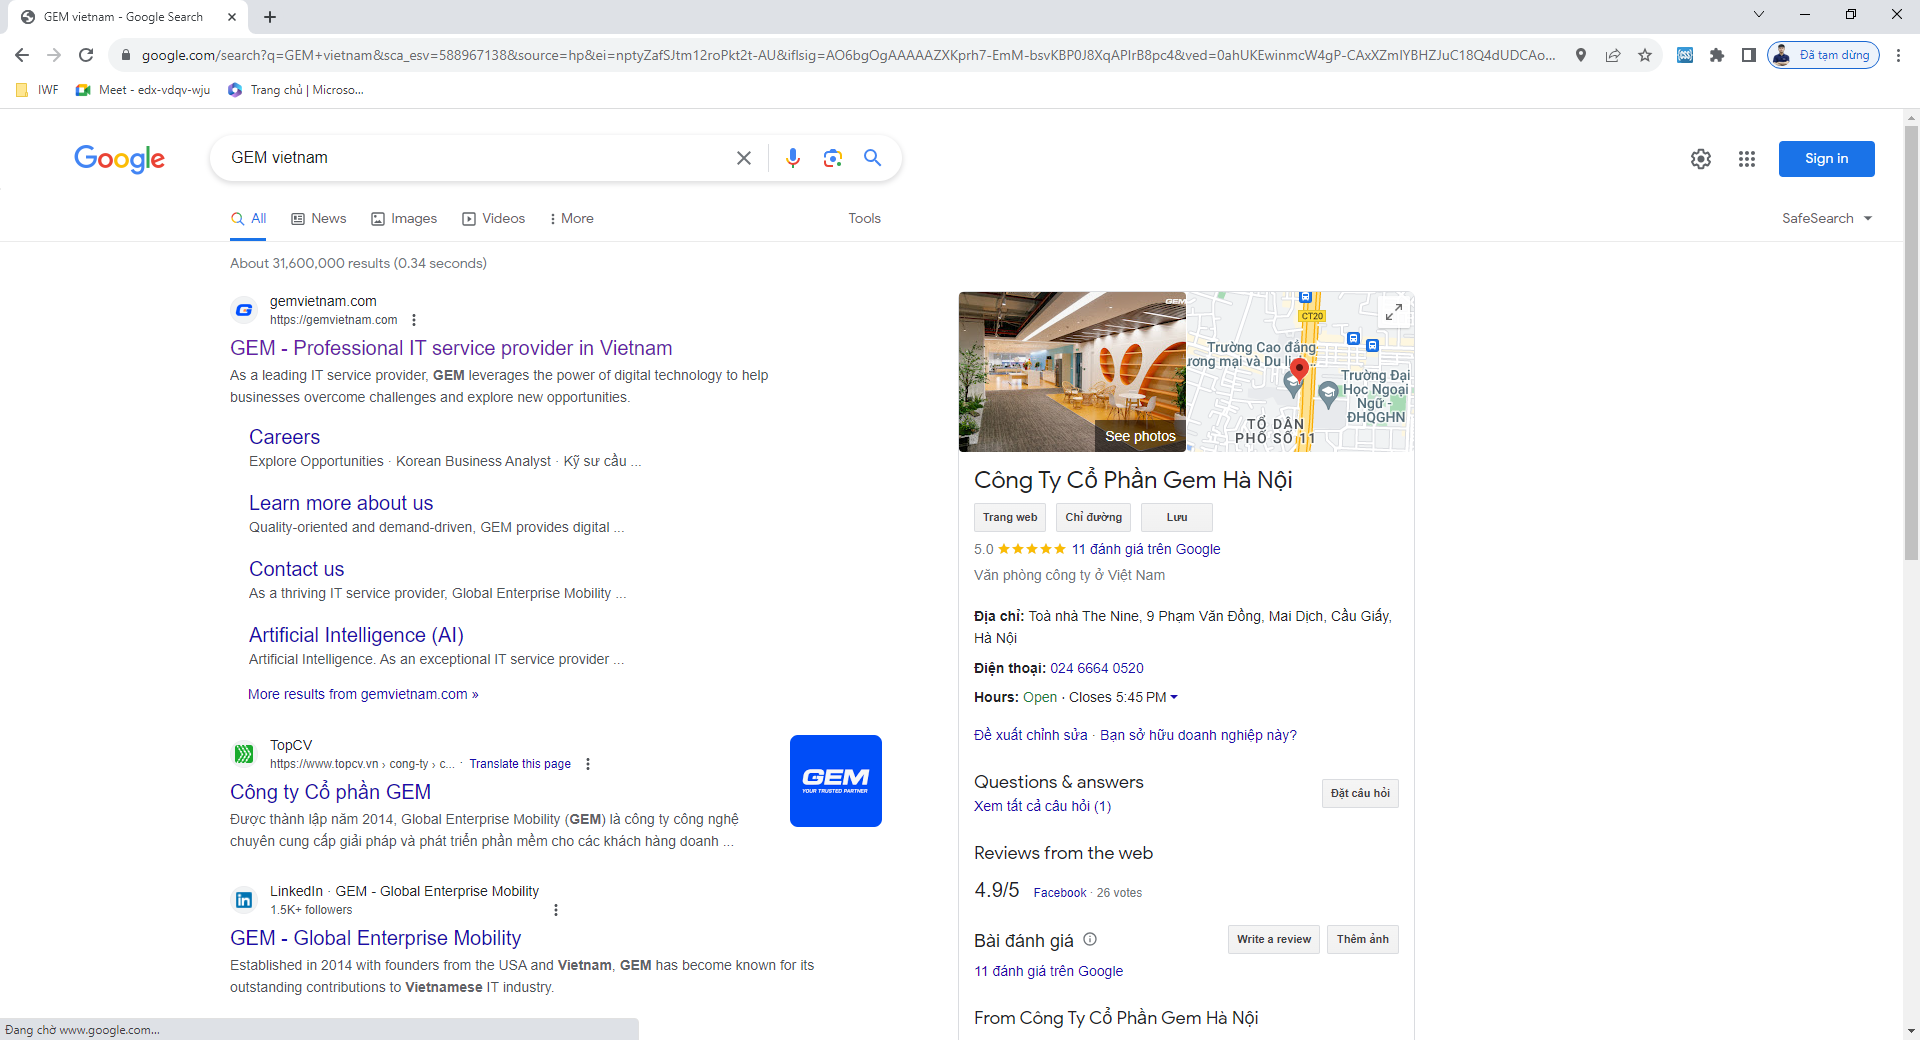 GEM vietnam - Google Search
google.com/search?q=GEM+vietnam&sca_esv=588967138&source=hp&ei=nptyZafSJtm12roPkt2t-AU&iflsig=AO6bgOgAAAAAZXKprh7-EmM-bsvKBP0J8XqAPIrB8pc4&ved=0ahUKEwinmcW4gP-CAxXZmIYBHZJuC18Q4dUDCAo...
Đã tạm dừng
IWF
Meet - edx-vdqv-wju
Trang chủ | Microso...
Google
GEM vietnam
Sign in
All
News
Images
Videos
More
Tools
SafeSearch
About 31,600,000 results (0.34 seconds)
gemvietnam.com
https://gemvietnam.com
GEM - Professional IT service provider in Vietnam
As a leading IT service provider, GEM leverages the power of digital technology to help
businesses overcome challenges and explore new opportunities.
Careers
Explore Opportunities · Korean Business Analyst · Kỹ sư cầu ...
Learn more about us
Quality-oriented and demand-driven, GEM provides digital ...
Contact us
As a thriving IT service provider, Global Enterprise Mobility ...
Artificial Intelligence (AI)
Artificial Intelligence. As an exceptional IT service provider ...
More results from gemvietnam.com »
TopCV
https://www.topcv.vn › cong-ty › c... · Translate this page
Công ty Cổ phần GEM
Được thành lập năm 2014, Global Enterprise Mobility (GEM) là công ty công nghệ
chuyên cung cấp giải pháp và phát triển phần mềm cho các khách hàng doanh ...
GEM
YOUR TRUSTED PARTNER
LinkedIn · GEM - Global Enterprise Mobility
1.5K+ followers
GEM - Global Enterprise Mobility
Established in 2014 with founders from the USA and Vietnam, GEM has become known for its
outstanding contributions to Vietnamese IT industry.
GEM
See photos
CT20
Trường Cao đẳng
ương mại và Du li...
Trường Đại
Học Ngoại
Ngữ -
ĐHQGHN
TỔ DÂN
PHỐ SỐ 11
Công Ty Cổ Phần Gem Hà Nội
Trang web
Chỉ đường
Lưu
5.0
11 đánh giá trên Google
Văn phòng công ty ở Việt Nam
Địa chỉ: Toà nhà The Nine, 9 Phạm Văn Đồng, Mai Dịch, Cầu Giấy,
Hà Nội
Điện thoại: 024 6664 0520
Hours: Open · Closes 5:45 PM
Đề xuất chỉnh sửa · Bạn sở hữu doanh nghiệp này?
Questions & answers
Xem tất cả câu hỏi (1)
Đặt câu hỏi
Reviews from the web
4.9/5
Facebook · 26 votes
Bài đánh giá
Write a review
Thêm ảnh
11 đánh giá trên Google
From Công Ty Cổ Phần Gem Hà Nội
Đang chờ www.google.com...